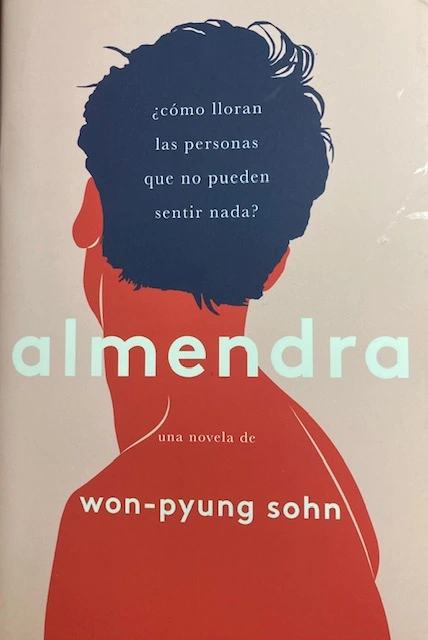 ¿cómo lloran
las personas
que no pueden
sentir nada?
almendra
una novela de
won-pyung sohn